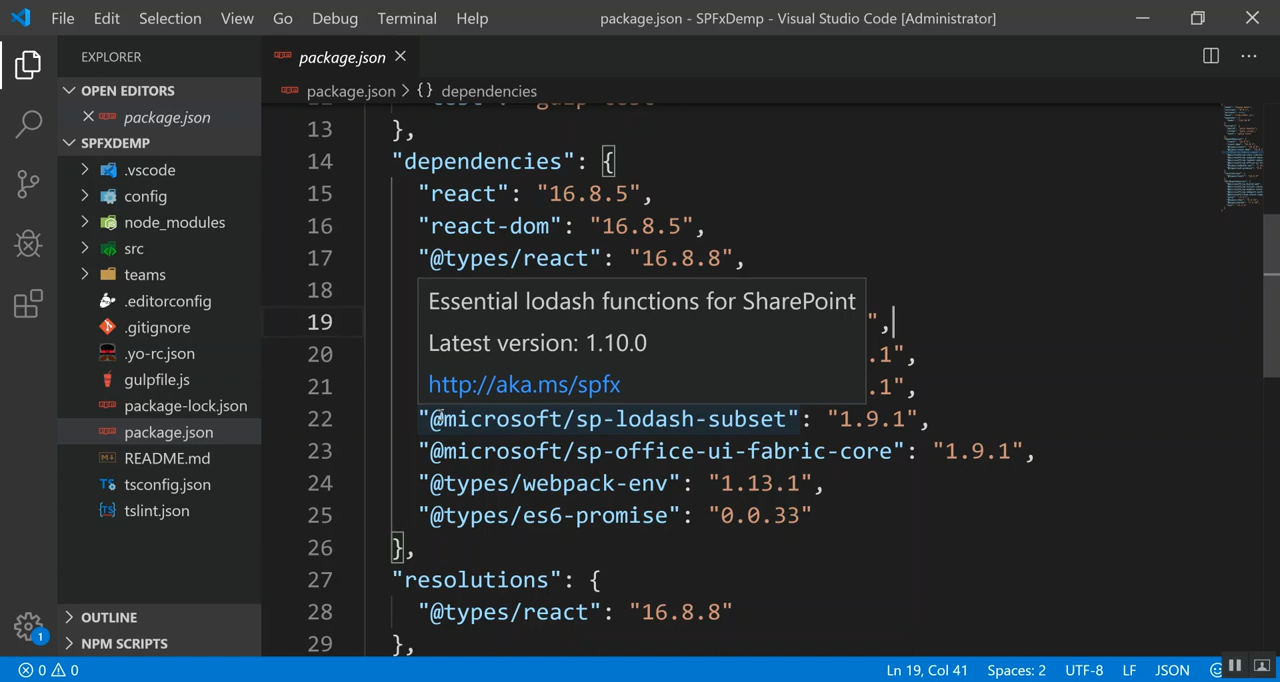 File Edit Selection View Go Debug Terminal Help package.json - SPFxDemp - Visual Studio Code [Administrator]
EXPLORER
OPEN EDITORS
package.json
SPFXDEMP
.vscode
config
node_modules
src
teams
.editorconfig
.gitignore
.yo-rc.json
gulpfile.js
package-lock.json
package.json
README.md
tsconfig.json
tslint.json
OUTLINE
NPM SCRIPTS
1
package.json
package.json > {} dependencies
13 },
14 "dependencies": {
15 "react": "16.8.5",
16 "react-dom": "16.8.5",
17 "@types/react": "16.8.8",
18
19 ",
20 .1",
21 .1",
Essential lodash functions for SharePoint
Latest version: 1.10.0
http://aka.ms/spfx
22 "@microsoft/sp-lodash-subset": "1.9.1",
23 "@microsoft/sp-office-ui-fabric-core": "1.9.1",
24 "@types/webpack-env": "1.13.1",
25 "@types/es6-promise": "0.0.33"
26 },
27 "resolutions": {
28 "@types/react": "16.8.8"
29 },
0 0 Ln 19, Col 41 Spaces: 2 UTF-8 LF JSON